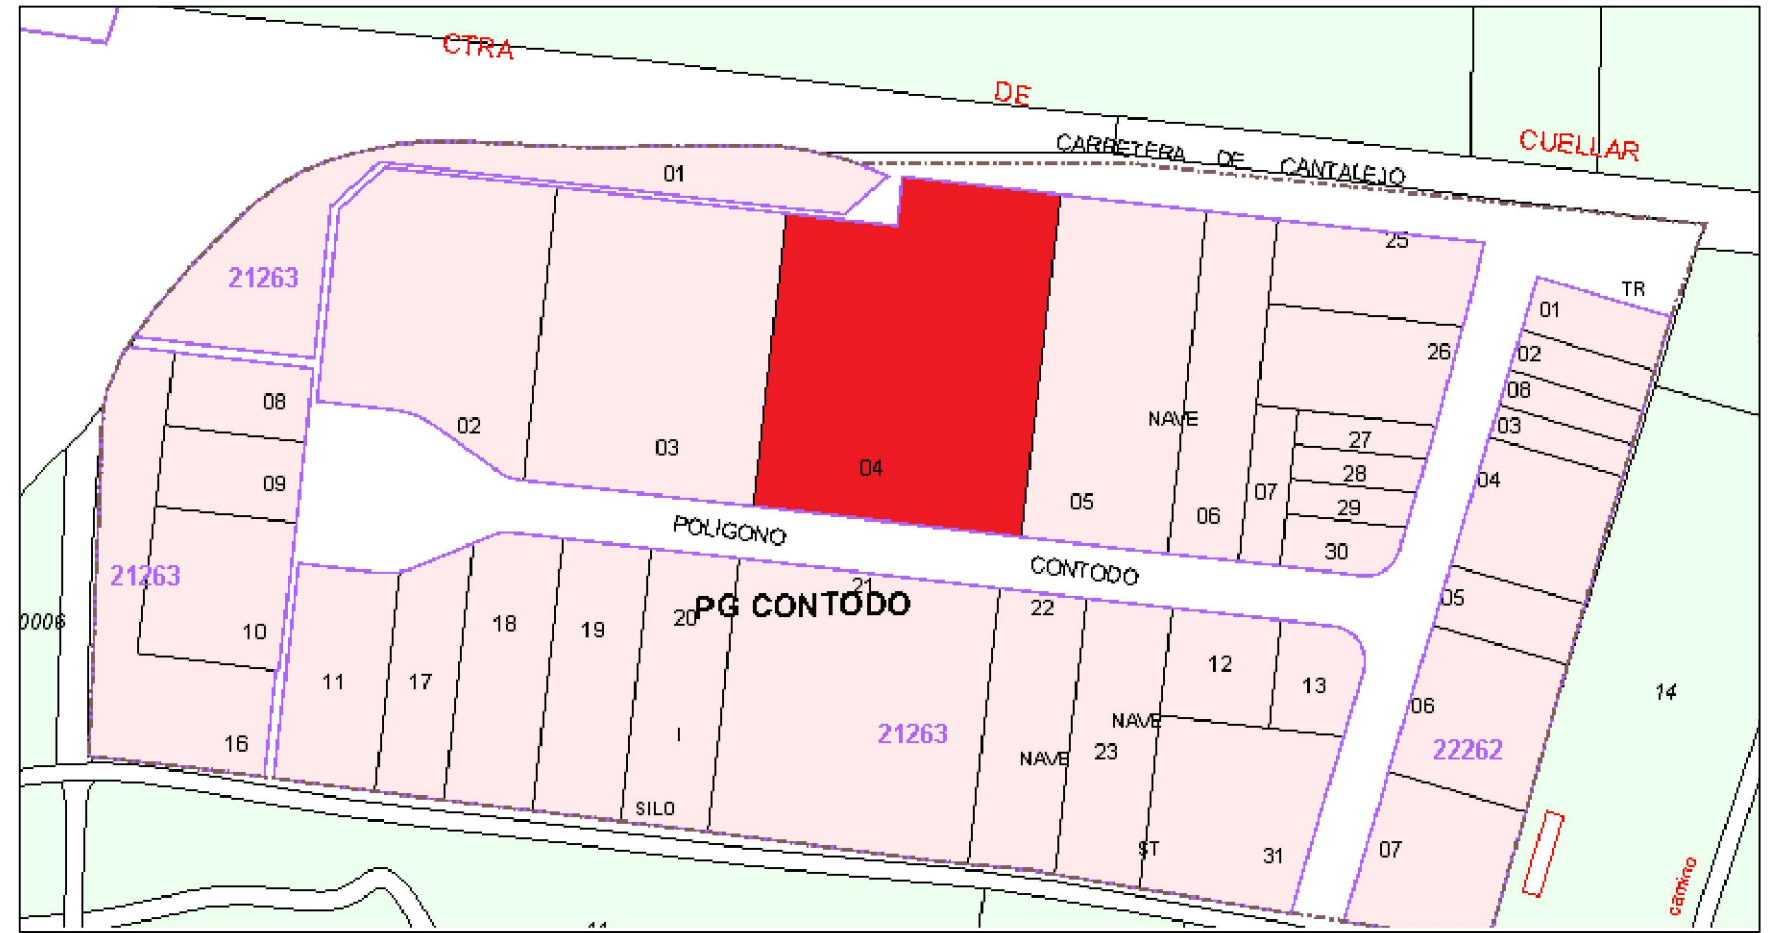 CTRA
DE
CUELLAR
CARRETERA DE CANTALEJO
01
25
TR
01
21263
26
02
08
08
02
03
NAVE
27
03
04
28
04
09
05
06
07
29
30
POLIGONO
CONTODO
21263
PG CONTODO
21
22
05
0006
10
18
19
20
12
11
17
13
14
06
16
I
21263
NAVE
NAVE
23
22262
SILO
ST
31
07
camino